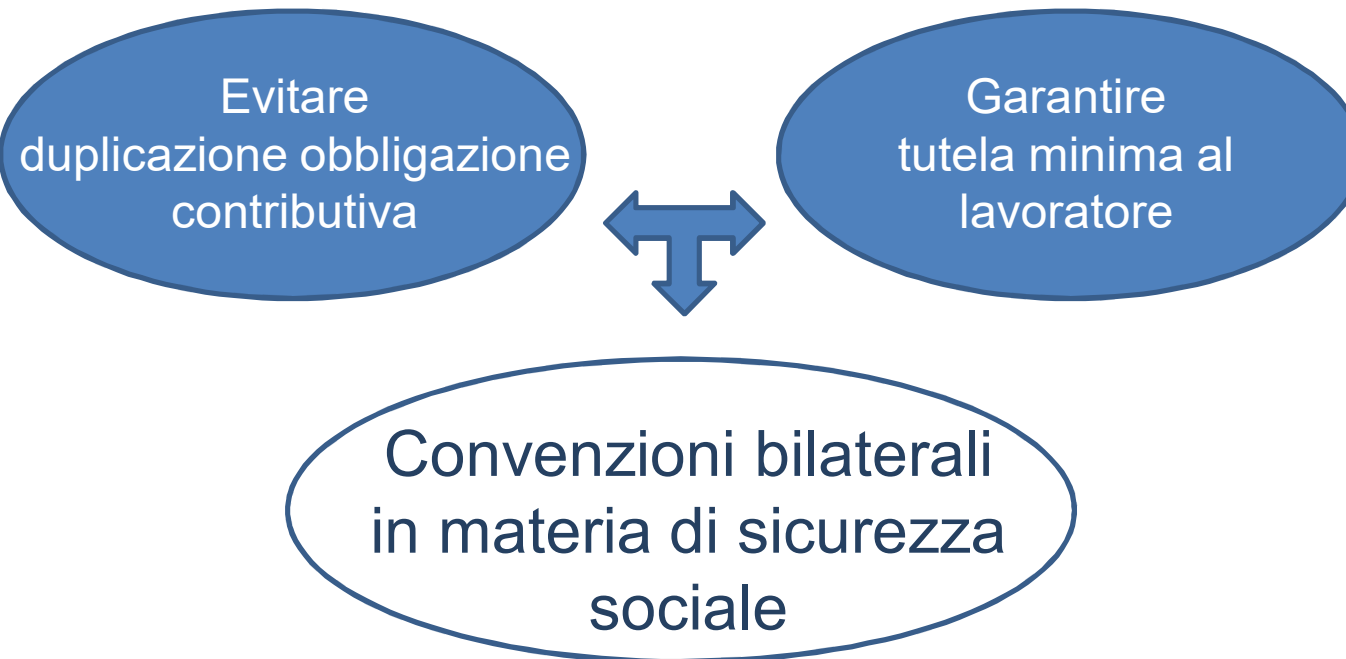 Evitare
duplicazione obbligazione
contributiva
Garantire
tutela minima al
lavoratore
Convenzioni bilaterali
in materia di sicurezza
sociale